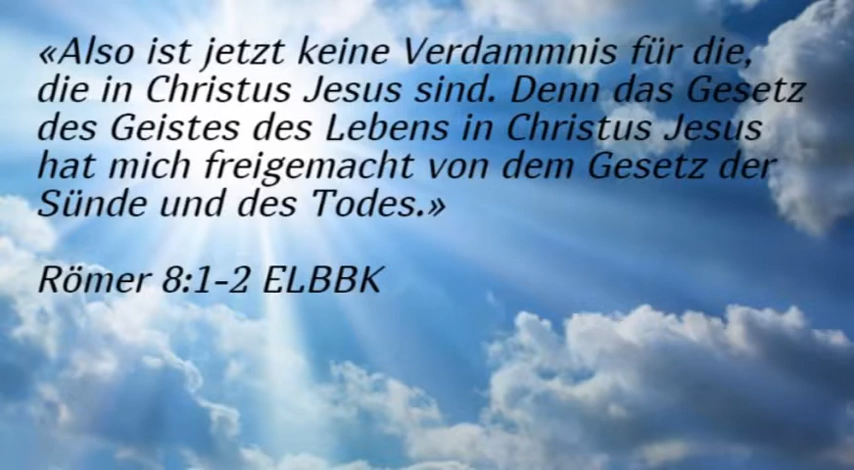 «Also ist jetzt keine Verdammnis für die,
die in Christus Jesus sind. Denn das Gesetz
des Geistes des Lebens in Christus Jesus
hat mich freigemacht von dem Gesetz der
Sünde und des Todes.»
Römer 8:1-2 ELBBK